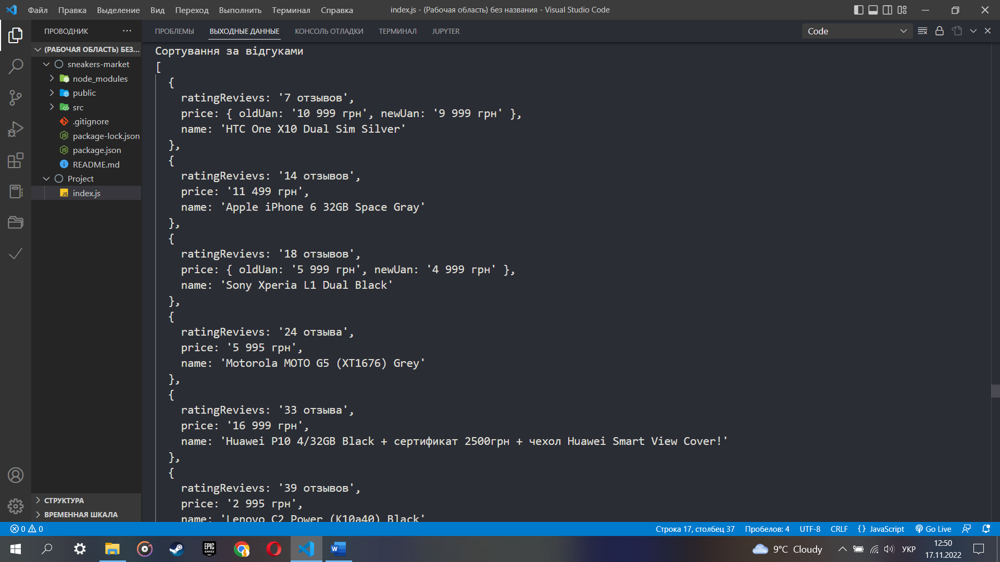 Файл Правка Выделение Вид Переход Выполнить Терминал Справка
index.js - (Рабочая область) без названия - Visual Studio Code
ПРОВОДНИК
ПРОБЛЕМЫ ВЫХОДНЫЕ ДАННЫЕ КОНСОЛЬ ОТЛАДКИ ТЕРМИНАЛ JUPYTER
Code
(РАБОЧАЯ ОБЛАСТЬ) БЕЗ...
sneakers-market
node_modules
public
src
.gitignore
package-lock.json
package.json
README.md
Project
index.js
СТРУКТУРА
ВРЕМЕННАЯ ШКАЛА
Сортування за відгуками
[
{
ratingRevievs: '7 отзывов',
price: { oldUan: '10 999 грн', newUan: '9 999 грн' },
name: 'HTC One X10 Dual Sim Silver'
},
{
ratingRevievs: '14 отзывов',
price: '11 499 грн',
name: 'Apple iPhone 6 32GB Space Gray'
},
{
ratingRevievs: '18 отзывов',
price: { oldUan: '5 999 грн', newUan: '4 999 грн' },
name: 'Sony Xperia L1 Dual Black'
},
{
ratingRevievs: '24 отзыва',
price: '5 995 грн',
name: 'Motorola MOTO G5 (XT1676) Grey'
},
{
ratingRevievs: '33 отзыва',
price: '16 999 грн',
name: 'Huawei P10 4/32GB Black + сертификат 2500грн + чехол Huawei Smart View Cover!'
},
{
ratingRevievs: '39 отзывов',
price: '2 995 грн',
name: 'Lenovo C2 Power (K10a40) Black'
0 0
Строка 17, столбец 37 Пробелов: 4 UTF-8 CRLF {} JavaScript Go Live
EPIC GAMES
9°C Cloudy
УКР
12:50
17.11.2022